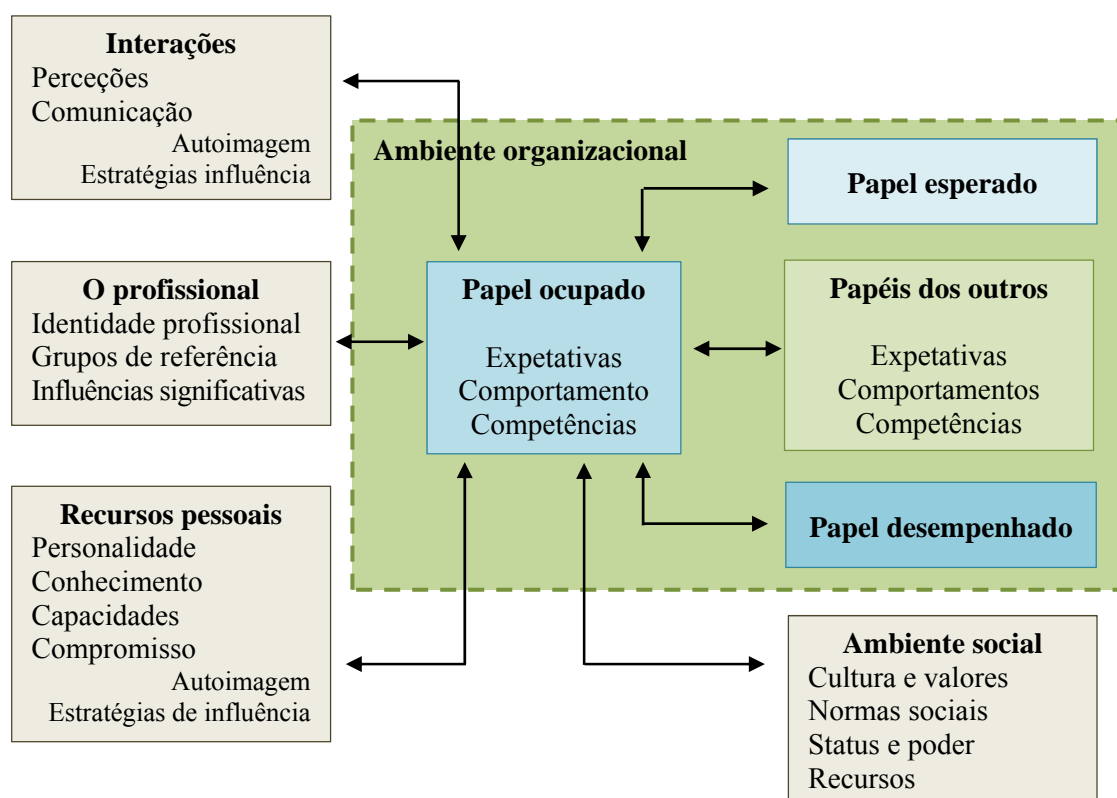 Interações
Perceções
Comunicação
Autoimagem
Estratégias influência
Ambiente organizacional
Papel esperado
O profissional
Identidade profissional
Grupos de referência
Influências significativas
Papel ocupado
Expetativas
Comportamento
Competências
Papéis dos outros
Expetativas
Comportamentos
Competências
Recursos pessoais
Personalidade
Conhecimento
Capacidades
Compromisso
Autoimagem
Estratégias de influência
Papel desempenhado
Ambiente social
Cultura e valores
Normas sociais
Status e poder
Recursos